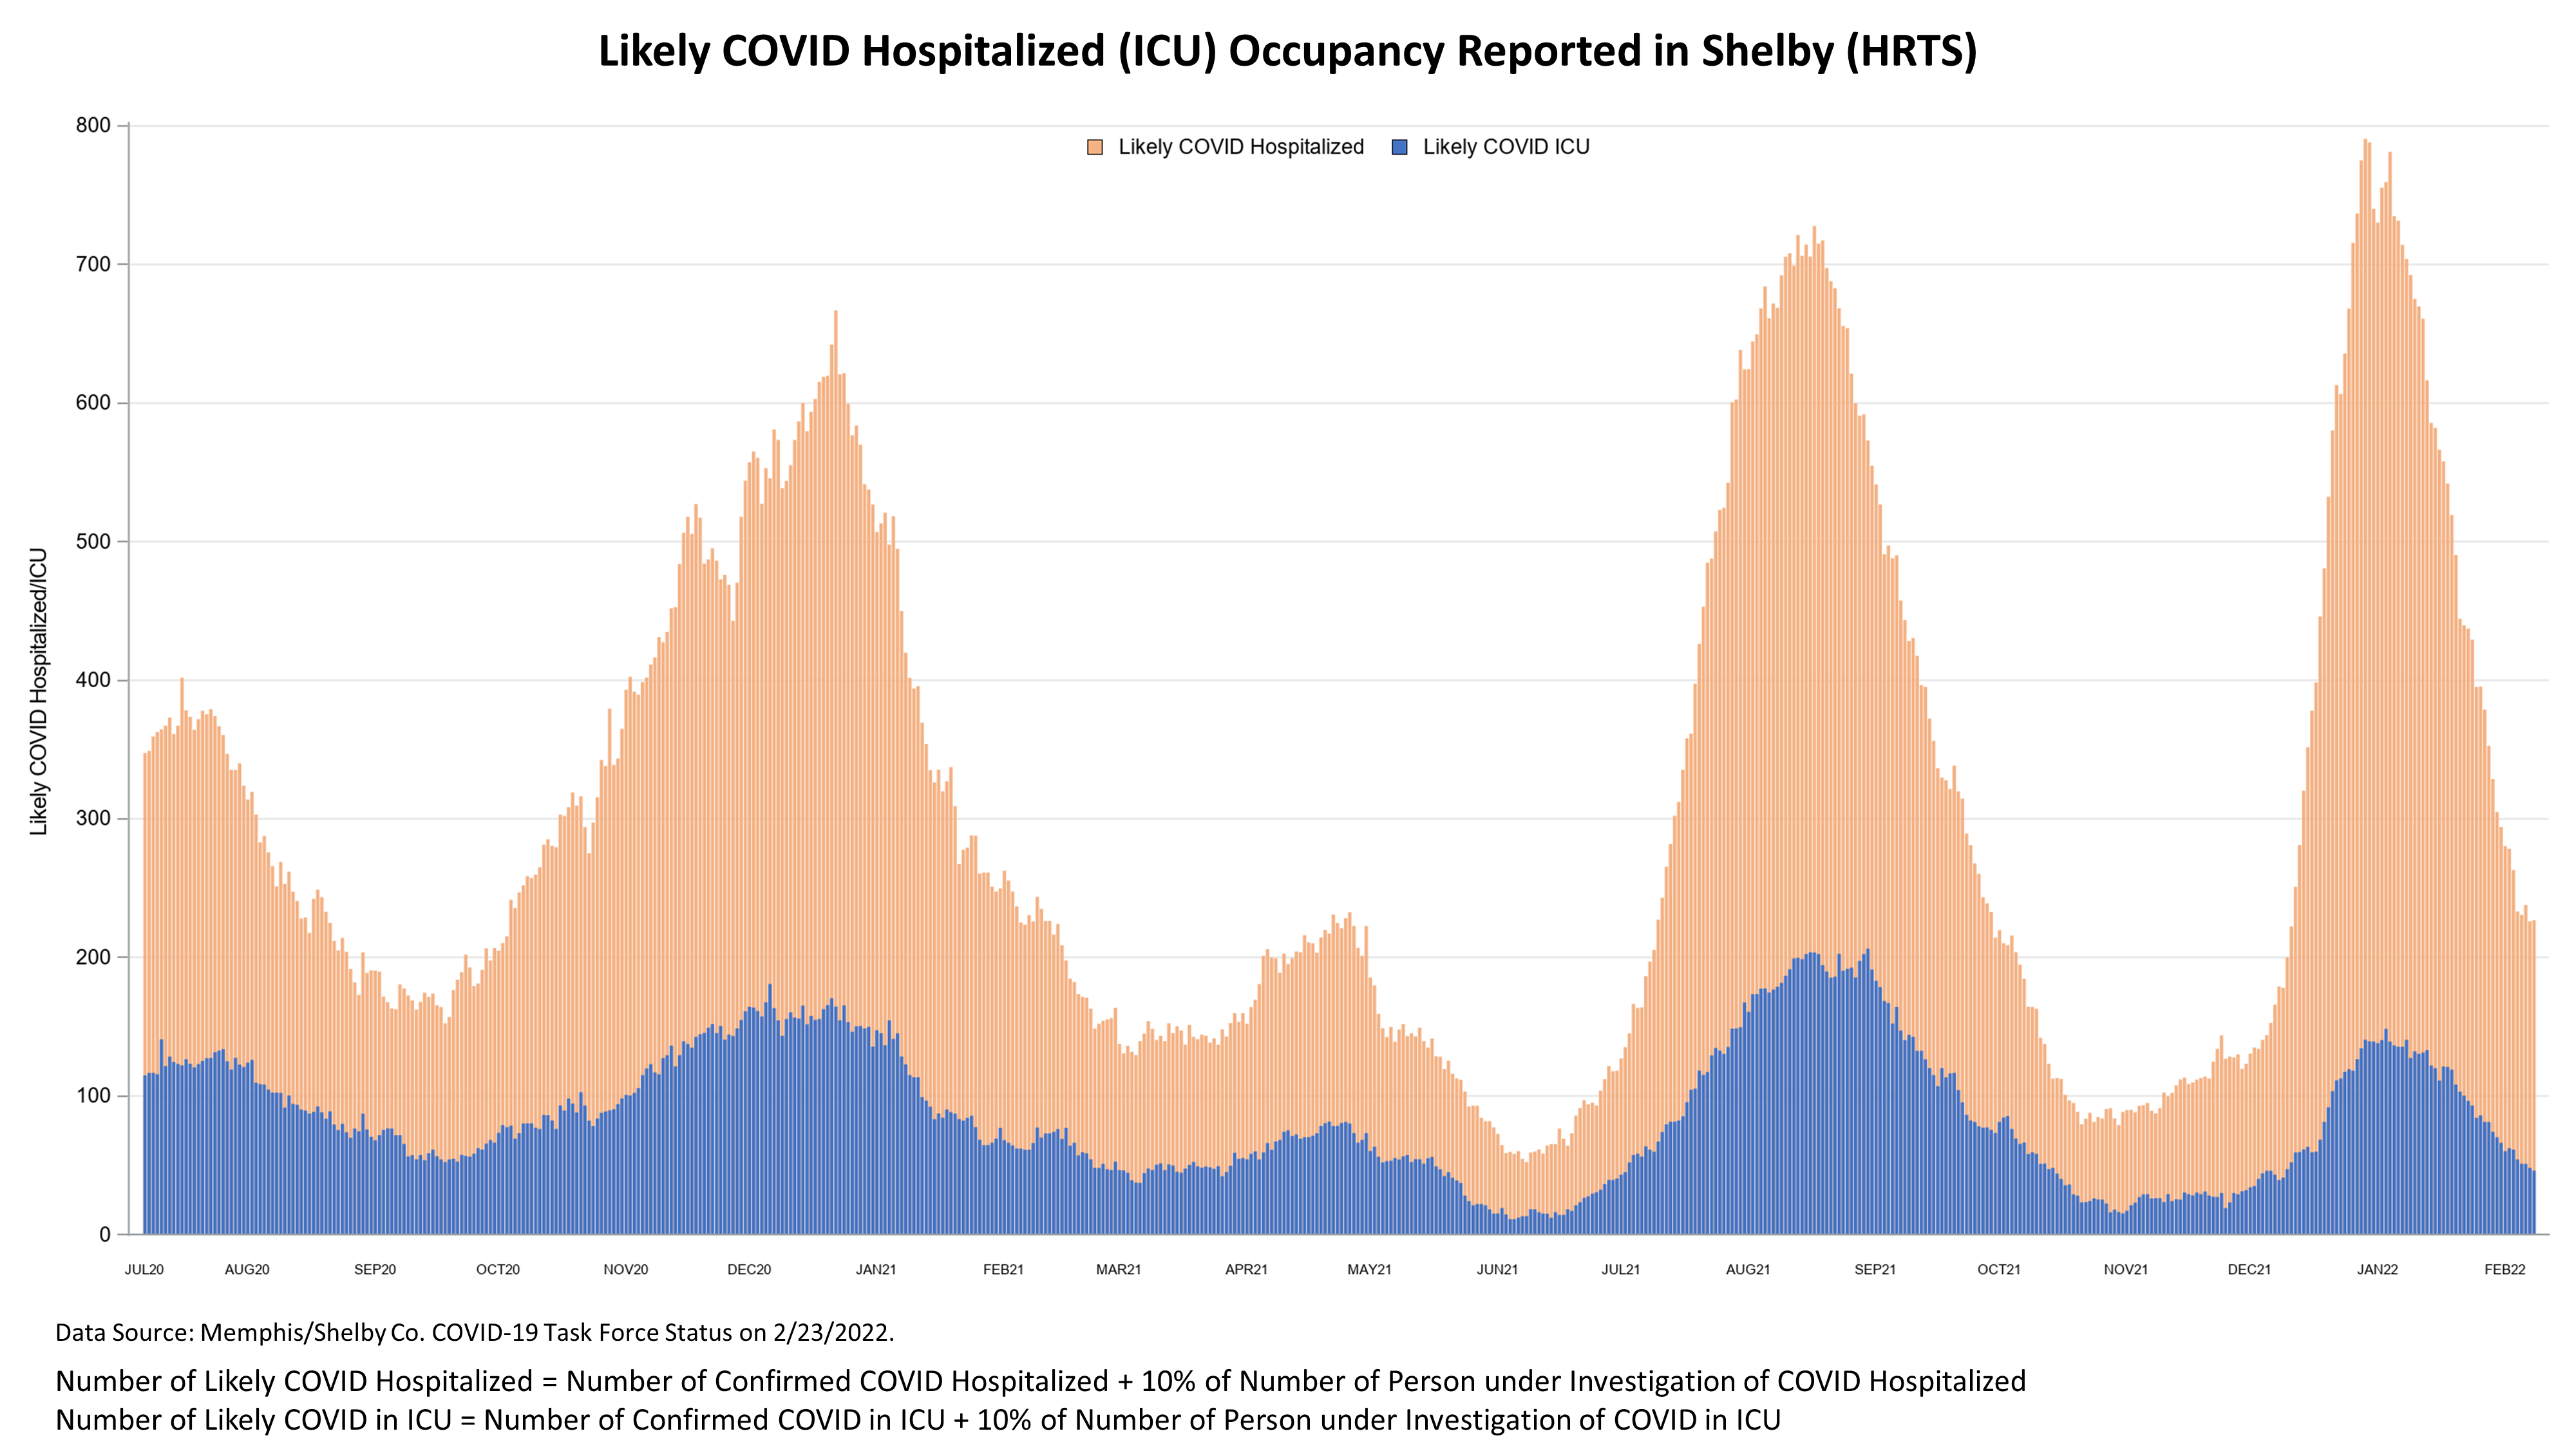 Likely COVID Hospitalized (ICU) Occupancy Reported in Shelby (HRTS)
Likely COVID Hospitalized Likely COVID ICU
Likely COVID Hospitalized/ICU
800
700
600
500
400
300
200
100
0
JUL20 AUG20 SEP20 OCT20 NOV20 DEC20 JAN21 FEB21 MAR21 APR21 MAY21 JUN21 JUL21 AUG21 SEP21 OCT21 NOV21 DEC21 JAN22 FEB22
Data Source: Memphis/Shelby Co. COVID-19 Task Force Status on 2/23/2022.
Number of Likely COVID Hospitalized = Number of Confirmed COVID Hospitalized + 10% of Number of Person under Investigation of COVID Hospitalized
Number of Likely COVID in ICU = Number of Confirmed COVID in ICU + 10% of Number of Person under Investigation of COVID in ICU